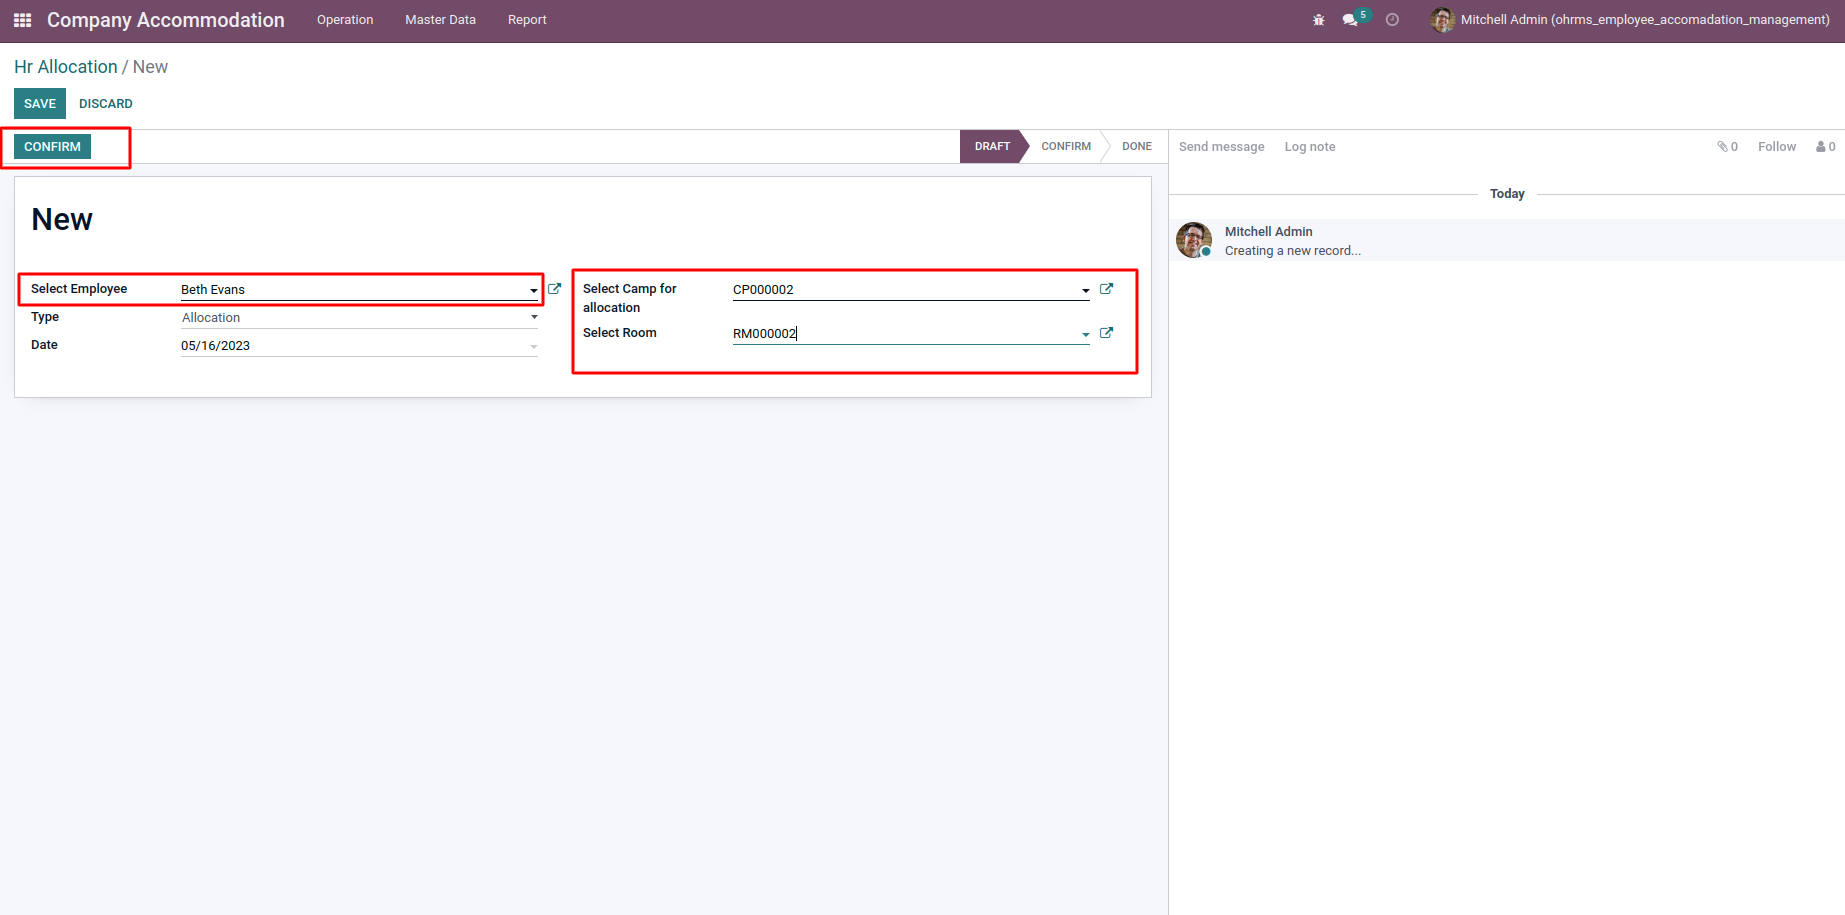 Company Accommodation Operation Master Data Report 5 Mitchell Admin (ohrms_employee_accomadation_management)
Hr Allocation / New
SAVE DISCARD
CONFIRM DRAFT CONFIRM DONE Send message Log note 0 Follow 0
Today
New
Mitchell Admin
Creating a new record...
Select Employee Beth Evans
Type Allocation
Date 05/16/2023
Select Camp for CP000002
allocation
Select Room RM000002